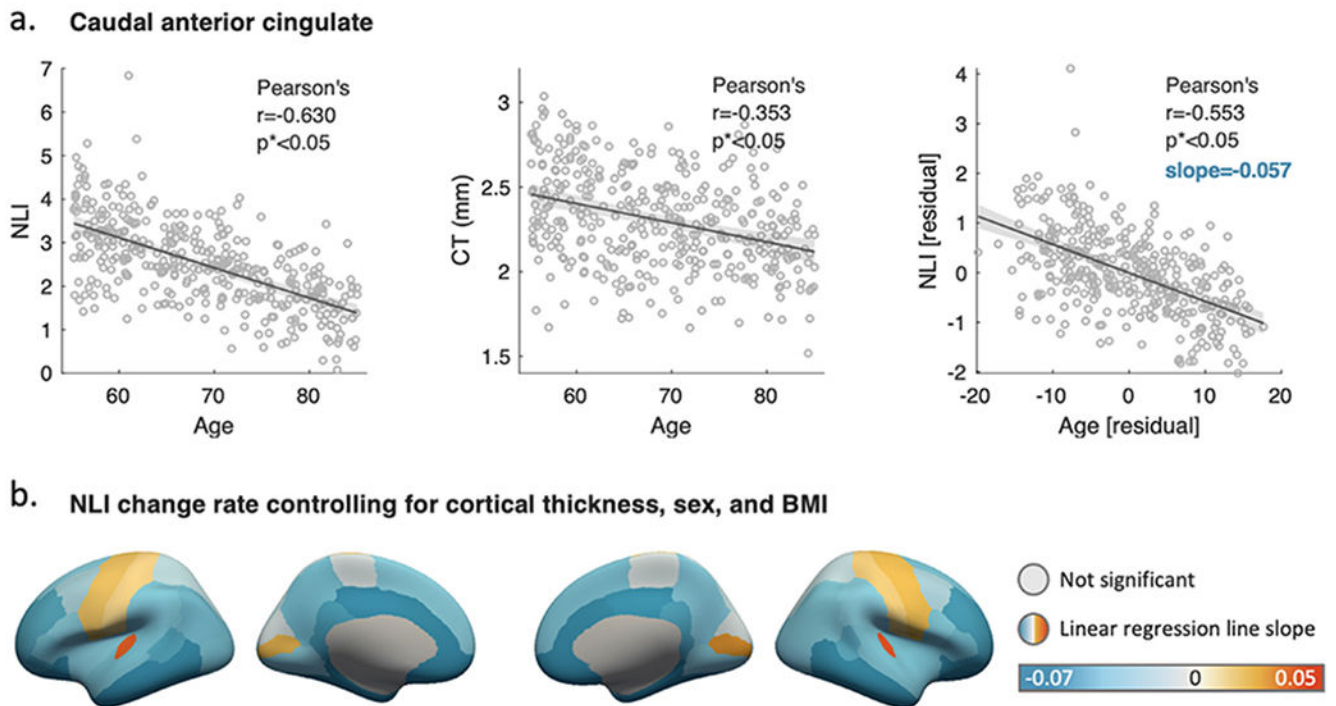 a. Caudal anterior cingulate
7
6
5
4
3
2
1
0
NLI
60
70
80
Age
Pearson's
r=-0.630
p*<0.05
3
2.5
2
1.5
CT (mm)
60
70
80
Age
Pearson's
r=-0.353
p*<0.05
4
3
2
1
0
-1
-2
NLI [residual]
-20
-10
0
10
20
Age [residual]
Pearson's
r=-0.553
p*<0.05
slope=-0.057
b. NLI change rate controlling for cortical thickness, sex, and BMI
Not significant
Linear regression line slope
-0.07 0 0.05